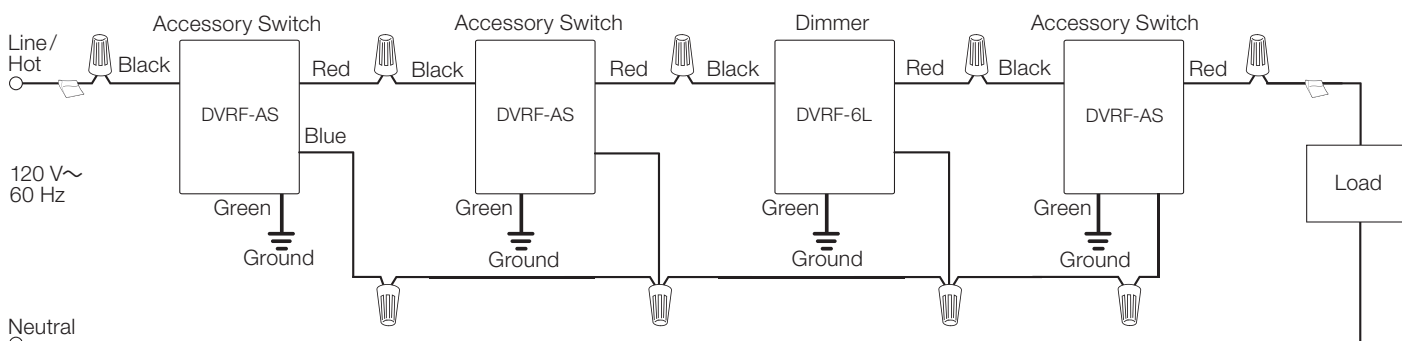 Accessory Switch
Accessory Switch
Dimmer
Accessory Switch
Line/
Hot
Black
Red
Black
Red
Black
Red
Black
Red
DVRF-AS
DVRF-AS
DVRF-6L
DVRF-AS
Blue
120 V~
60 Hz
Load
Green
Green
Green
Green
Ground
Ground
Ground
Ground
Neutral